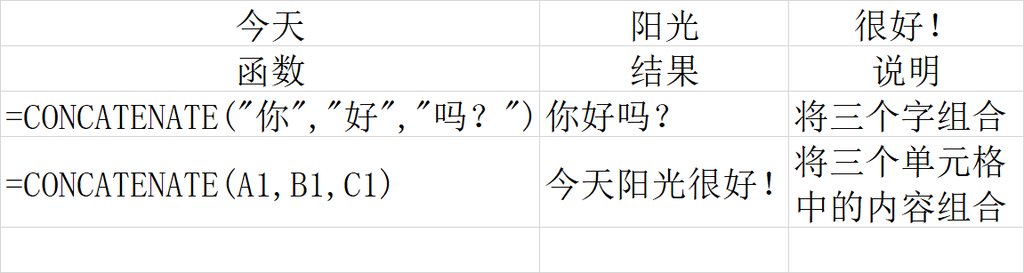 今天 阳光 很好!
函数 结果 说明
=CONCATENATE("你","好","吗？") 你好吗? 将三个字组合
=CONCATENATE(A1,B1,C1) 今天阳光很好! 将三个单元格
中的内容组合